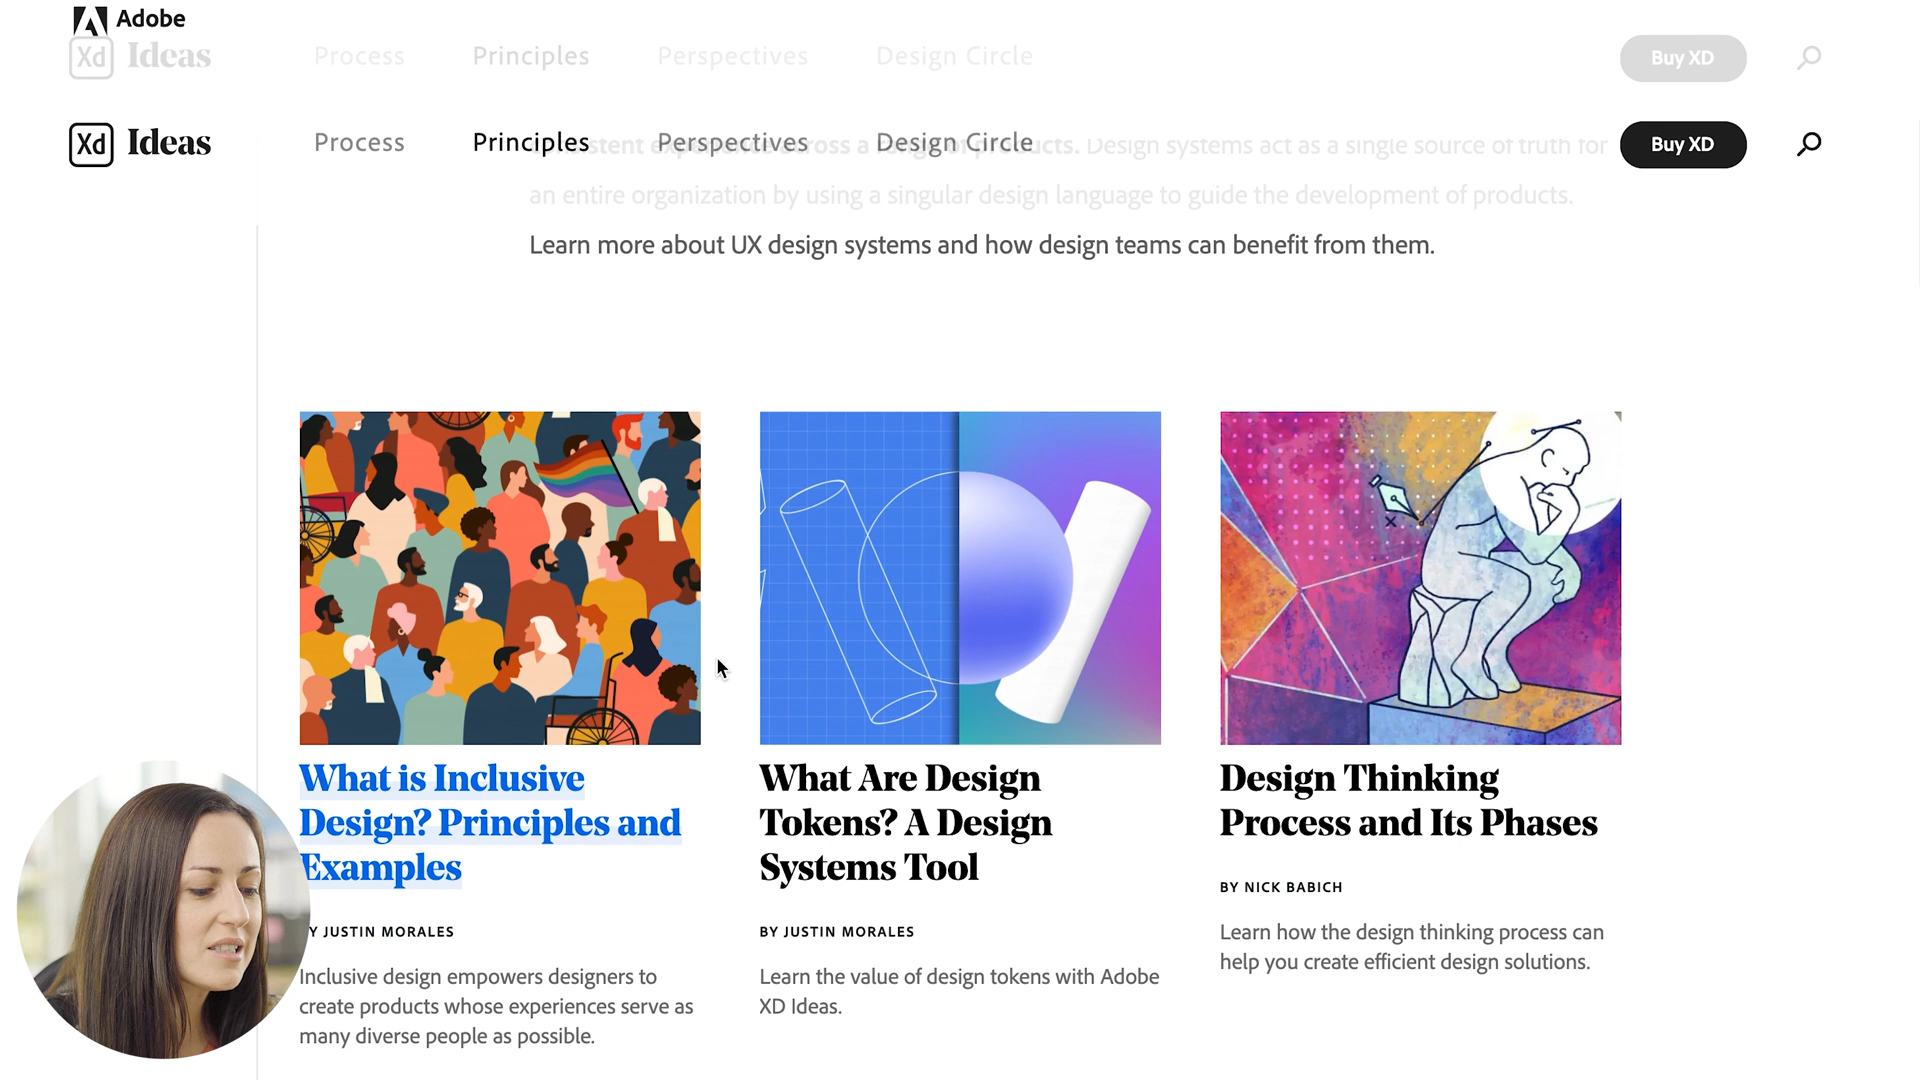 Adobe
Xd Ideas Process Principles Perspectives Design Circle Buy XD
Xd Ideas Process Principles Perspectives Design Circle Buy XD
across a range of products. Design systems act as a single source of truth for
an entire organization by using a singular design language to guide the development of products.
Learn more about UX design systems and how design teams can benefit from them.
What is Inclusive
Design? Principles and
Examples
Y JUSTIN MORALES
Inclusive design empowers designers to
create products whose experiences serve as
many diverse people as possible.
What Are Design
Tokens? A Design
Systems Tool
BY JUSTIN MORALES
Learn the value of design tokens with Adobe
XD Ideas.
Design Thinking
Process and Its Phases
BY NICK BABICH
Learn how the design thinking process can
help you create efficient design solutions.